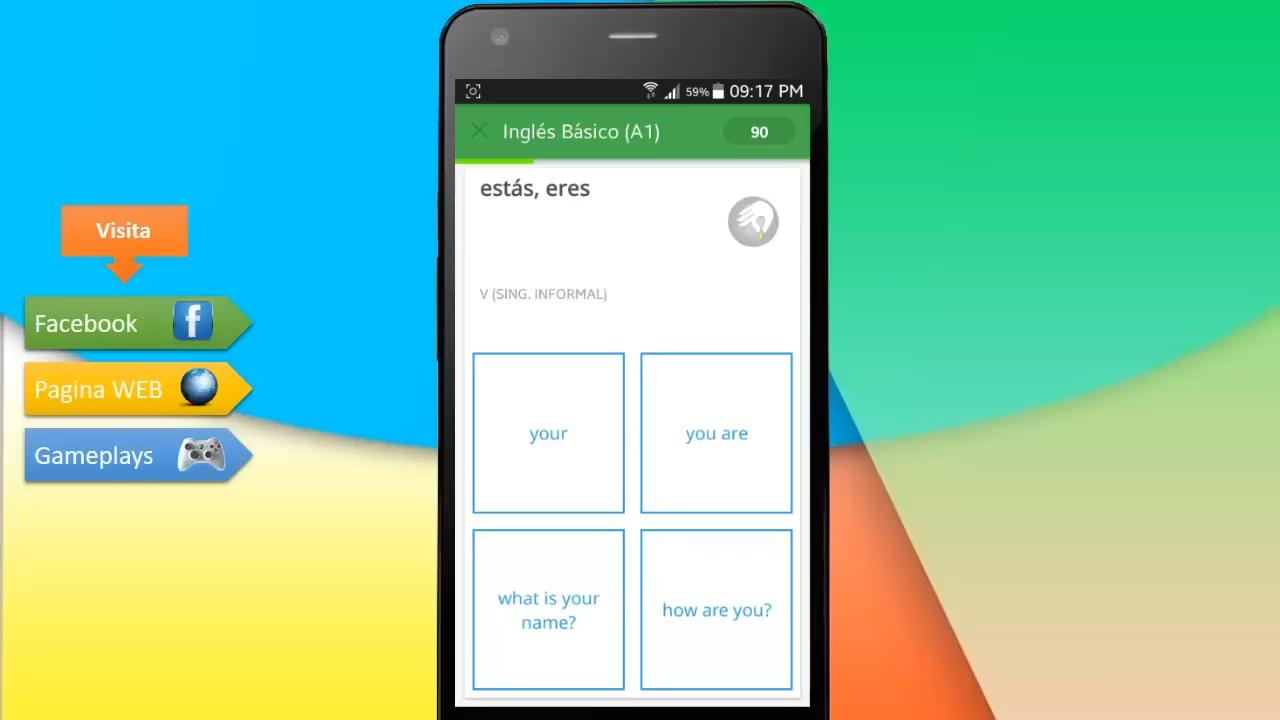 Visita
Facebook
Pagina WEB
Gameplays
59% 09:17 PM
Inglés Básico (A1) 90
estás, eres
V (SING. INFORMAL)
your
you are
what is your
name?
how are you?